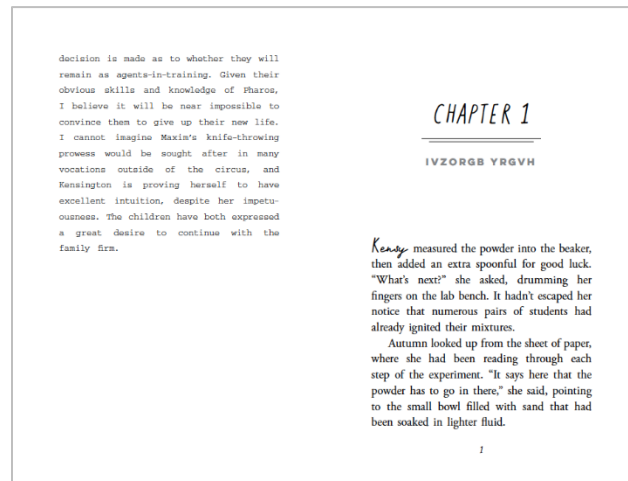 decision is made as to whether they will
remain as agents-in-training. Given their
obvious skills and knowledge of Pharos,
I believe it will be near impossible to
convince them to give up their new life.
I cannot imagine Maxim's knife-throwing
prowess would be sought after in many
vocations outside of the circus, and
Kensington is proving herself to have
excellent intuition, despite her impetu-
ousness. The children have both expressed
a great desire to continue with the
family firm.
CHAPTER 1
IVZORGB YRGVH
Kensy measured the powder into the beaker,
then added an extra spoonful for good luck.
“What’s next?” she asked, drumming her
fingers on the lab bench. It hadn’t escaped her
notice that numerous pairs of students had
already ignited their mixtures.
Autumn looked up from the sheet of paper,
where she had been reading through each
step of the experiment. “It says here that the
powder has to go in there,” she said, pointing
to the small bowl filled with sand that had
been soaked in lighter fluid.
1